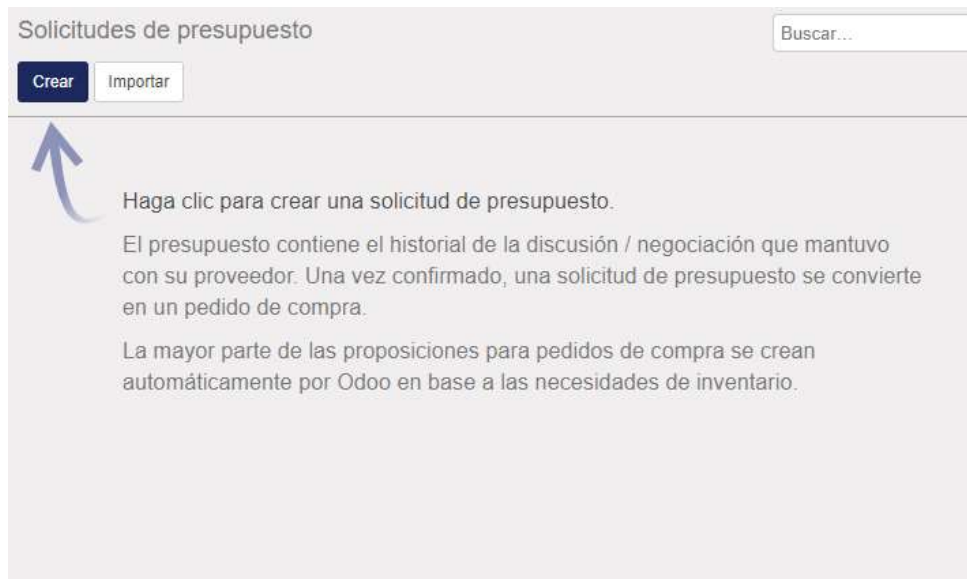 Solicitudes de presupuesto
Buscar...
Crear
Importar
Haga clic para crear una solicitud de presupuesto.
El presupuesto contiene el historial de la discusión / negociación que mantuvo
con su proveedor. Una vez confirmado, una solicitud de presupuesto se convierte
en un pedido de compra.
La mayor parte de las proposiciones para pedidos de compra se crean
automáticamente por Odoo en base a las necesidades de inventario.